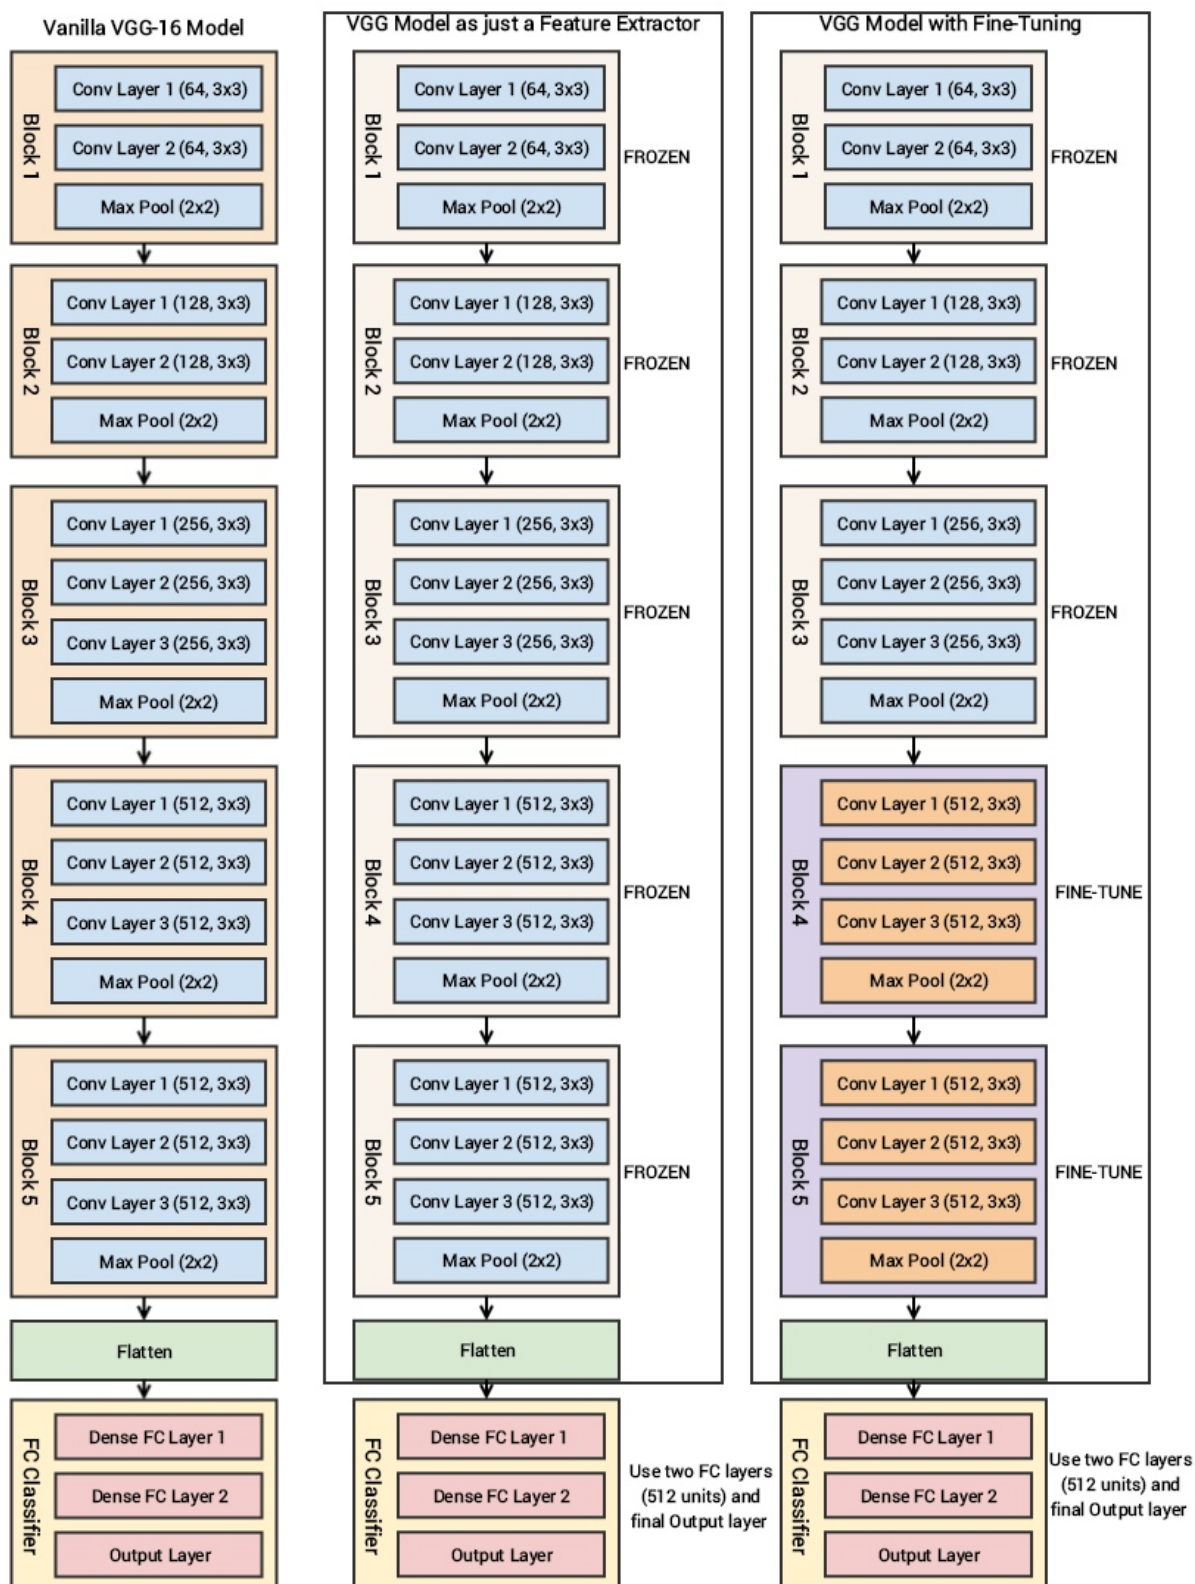 Vanilla VGG-16 Model
Block 1
Conv Layer 1 (64, 3x3)
Conv Layer 2 (64, 3x3)
Max Pool (2x2)
Block 2
Conv Layer 1 (128, 3x3)
Conv Layer 2 (128, 3x3)
Max Pool (2x2)
Block 3
Conv Layer 1 (256, 3x3)
Conv Layer 2 (256, 3x3)
Conv Layer 3 (256, 3x3)
Max Pool (2x2)
Block 4
Conv Layer 1 (512, 3x3)
Conv Layer 2 (512, 3x3)
Conv Layer 3 (512, 3x3)
Max Pool (2x2)
Block 5
Conv Layer 1 (512, 3x3)
Conv Layer 2 (512, 3x3)
Conv Layer 3 (512, 3x3)
Max Pool (2x2)
Flatten
FC Classifier
Dense FC Layer 1
Dense FC Layer 2
Output Layer
VGG Model as just a Feature Extractor
Block 1
Conv Layer 1 (64, 3x3)
Conv Layer 2 (64, 3x3)
Max Pool (2x2)
FROZEN
Block 2
Conv Layer 1 (128, 3x3)
Conv Layer 2 (128, 3x3)
Max Pool (2x2)
FROZEN
Block 3
Conv Layer 1 (256, 3x3)
Conv Layer 2 (256, 3x3)
Conv Layer 3 (256, 3x3)
Max Pool (2x2)
FROZEN
Block 4
Conv Layer 1 (512, 3x3)
Conv Layer 2 (512, 3x3)
Conv Layer 3 (512, 3x3)
Max Pool (2x2)
FROZEN
Block 5
Conv Layer 1 (512, 3x3)
Conv Layer 2 (512, 3x3)
Conv Layer 3 (512, 3x3)
Max Pool (2x2)
FROZEN
Flatten
FC Classifier
Dense FC Layer 1
Dense FC Layer 2
Output Layer
Use two FC layers
(512 units) and
final Output layer
VGG Model with Fine-Tuning
Block 1
Conv Layer 1 (64, 3x3)
Conv Layer 2 (64, 3x3)
Max Pool (2x2)
FROZEN
Block 2
Conv Layer 1 (128, 3x3)
Conv Layer 2 (128, 3x3)
Max Pool (2x2)
FROZEN
Block 3
Conv Layer 1 (256, 3x3)
Conv Layer 2 (256, 3x3)
Conv Layer 3 (256, 3x3)
Max Pool (2x2)
FROZEN
Block 4
Conv Layer 1 (512, 3x3)
Conv Layer 2 (512, 3x3)
Conv Layer 3 (512, 3x3)
Max Pool (2x2)
FINE-TUNE
Block 5
Conv Layer 1 (512, 3x3)
Conv Layer 2 (512, 3x3)
Conv Layer 3 (512, 3x3)
Max Pool (2x2)
FINE-TUNE
Flatten
FC Classifier
Dense FC Layer 1
Dense FC Layer 2
Output Layer
Use two FC layers
(512 units) and
final Output layer